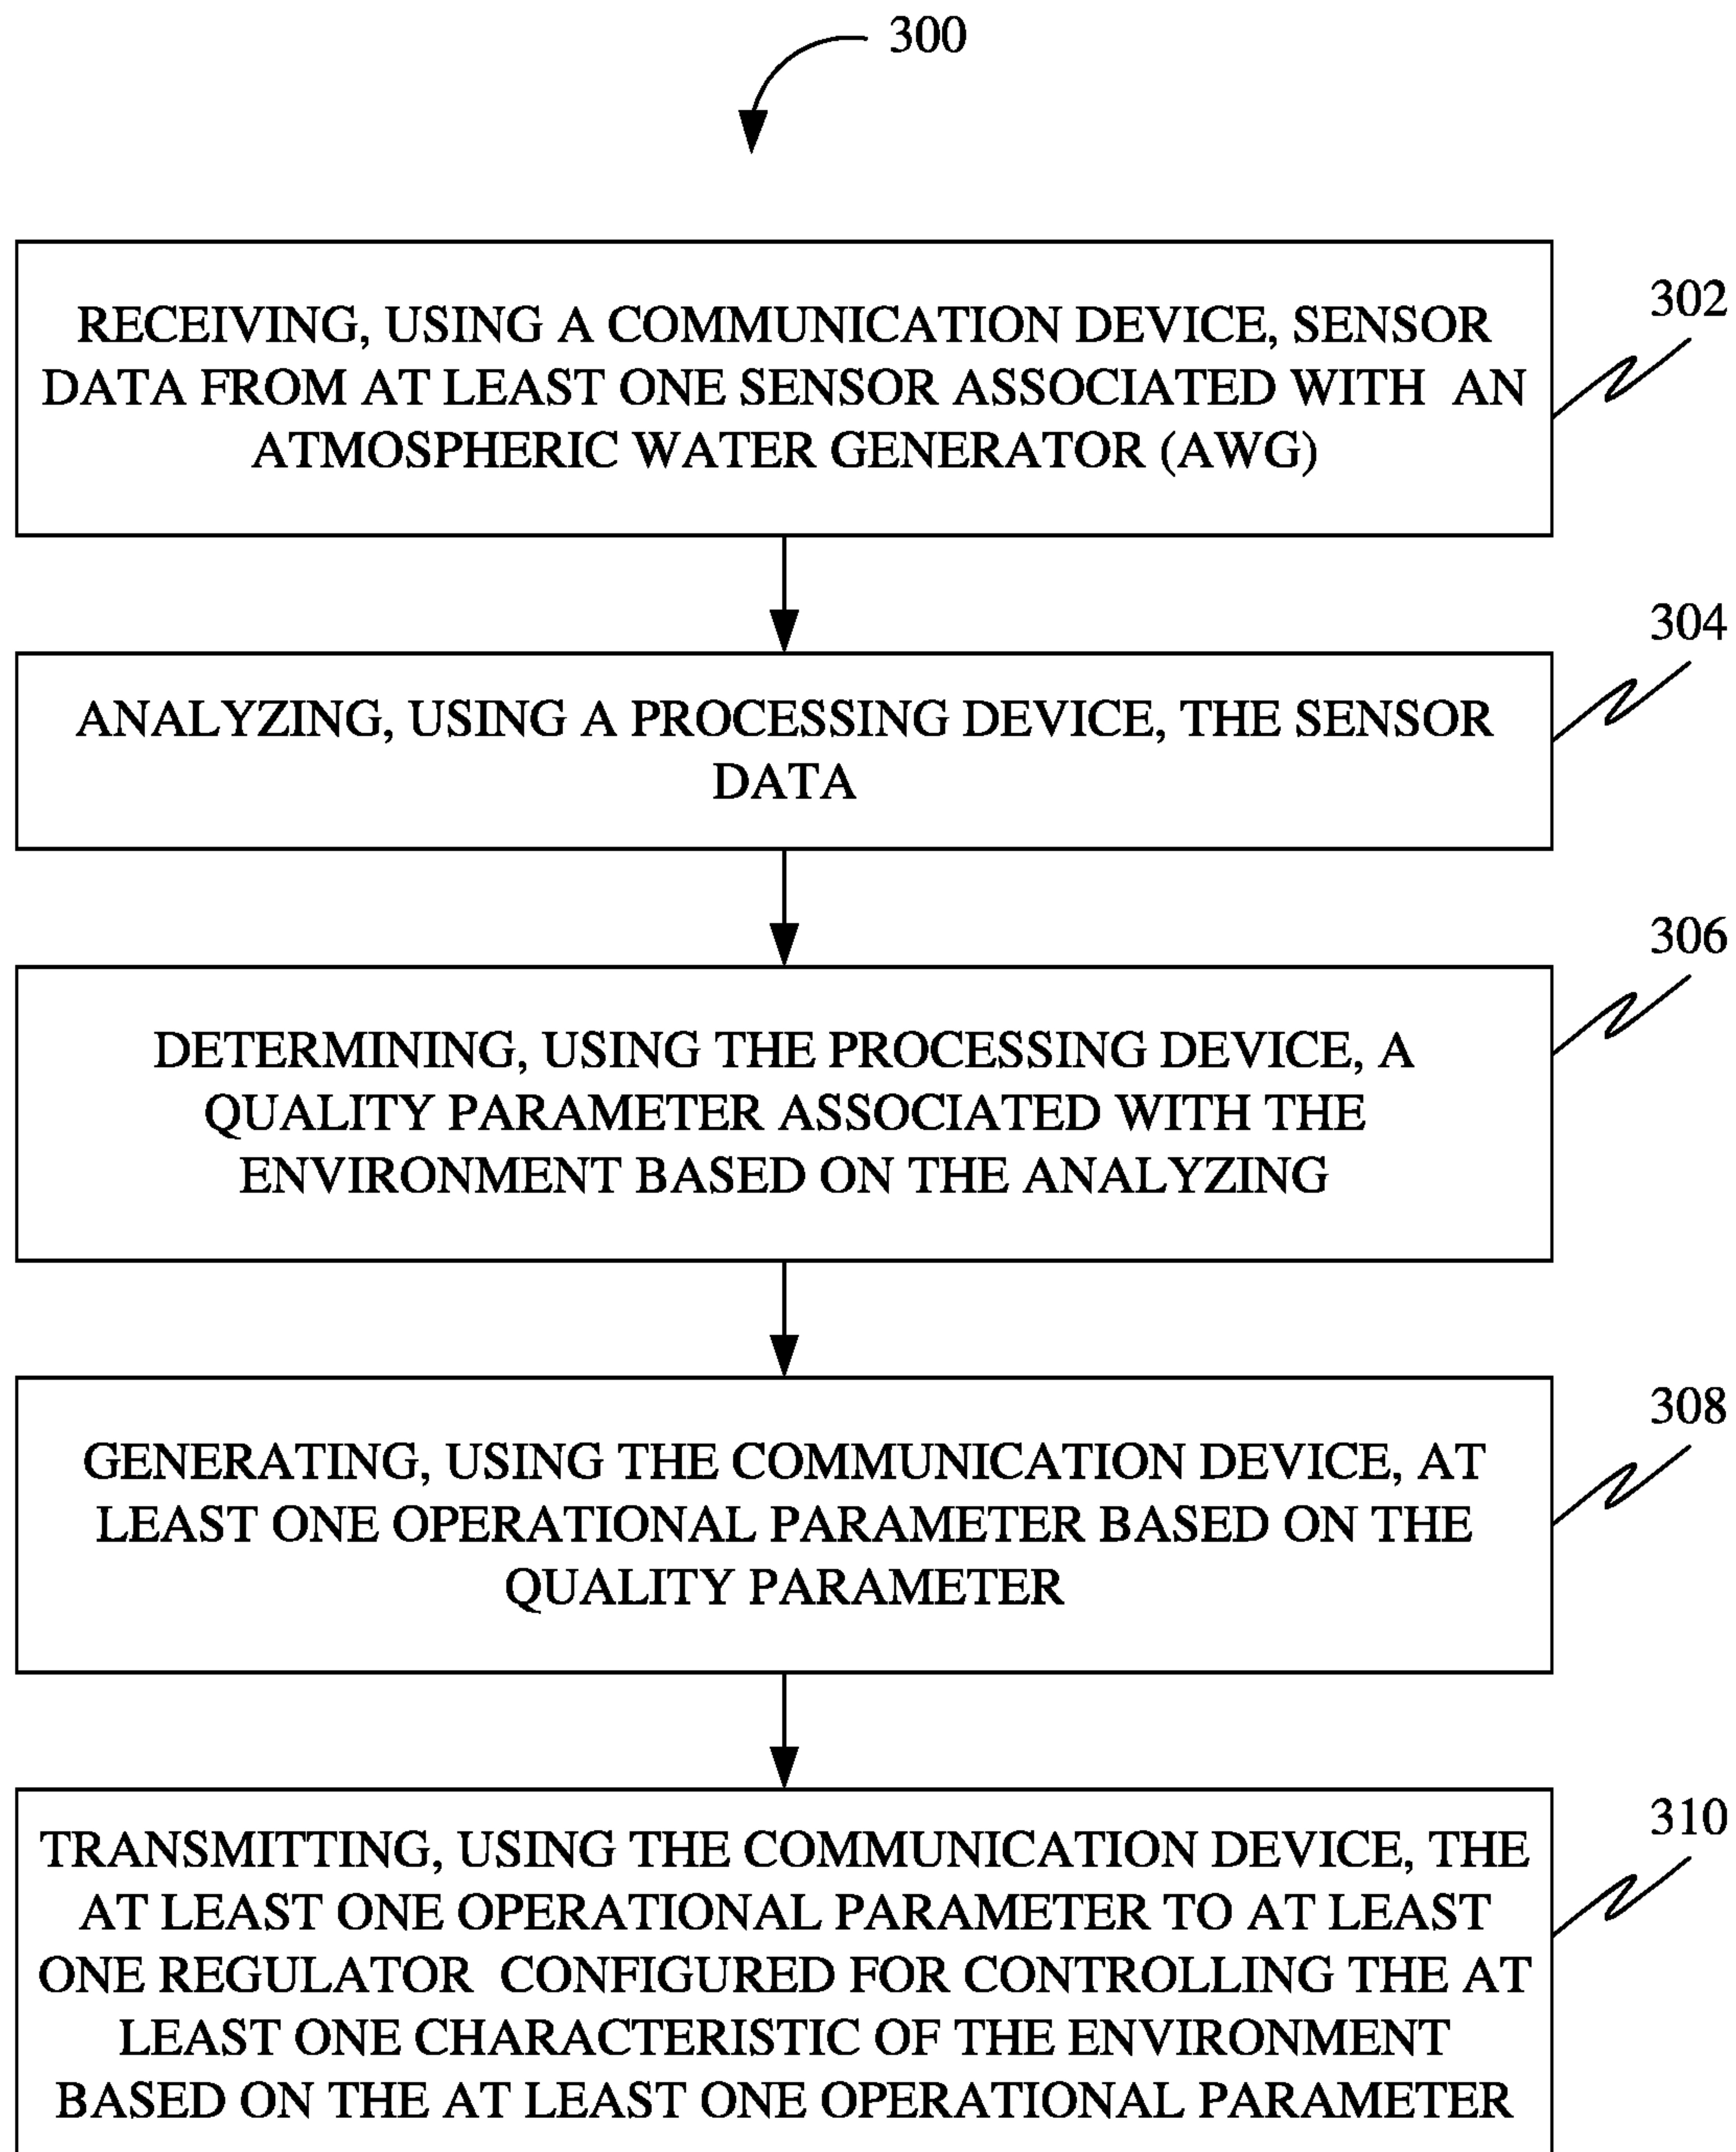 300
RECEIVING, USING A COMMUNICATION DEVICE, SENSOR
DATA FROM AT LEAST ONE SENSOR ASSOCIATED WITH AN
ATMOSPHERIC WATER GENERATOR (AWG)
302
ANALYZING, USING A PROCESSING DEVICE, THE SENSOR
DATA
304
DETERMINING, USING THE PROCESSING DEVICE, A
QUALITY PARAMETER ASSOCIATED WITH THE
ENVIRONMENT BASED ON THE ANALYZING
306
GENERATING, USING THE COMMUNICATION DEVICE, AT
LEAST ONE OPERATIONAL PARAMETER BASED ON THE
QUALITY PARAMETER
308
TRANSMITTING, USING THE COMMUNICATION DEVICE, THE
AT LEAST ONE OPERATIONAL PARAMETER TO AT LEAST
ONE REGULATOR CONFIGURED FOR CONTROLLING THE AT
LEAST ONE CHARACTERISTIC OF THE ENVIRONMENT
BASED ON THE AT LEAST ONE OPERATIONAL PARAMETER
310